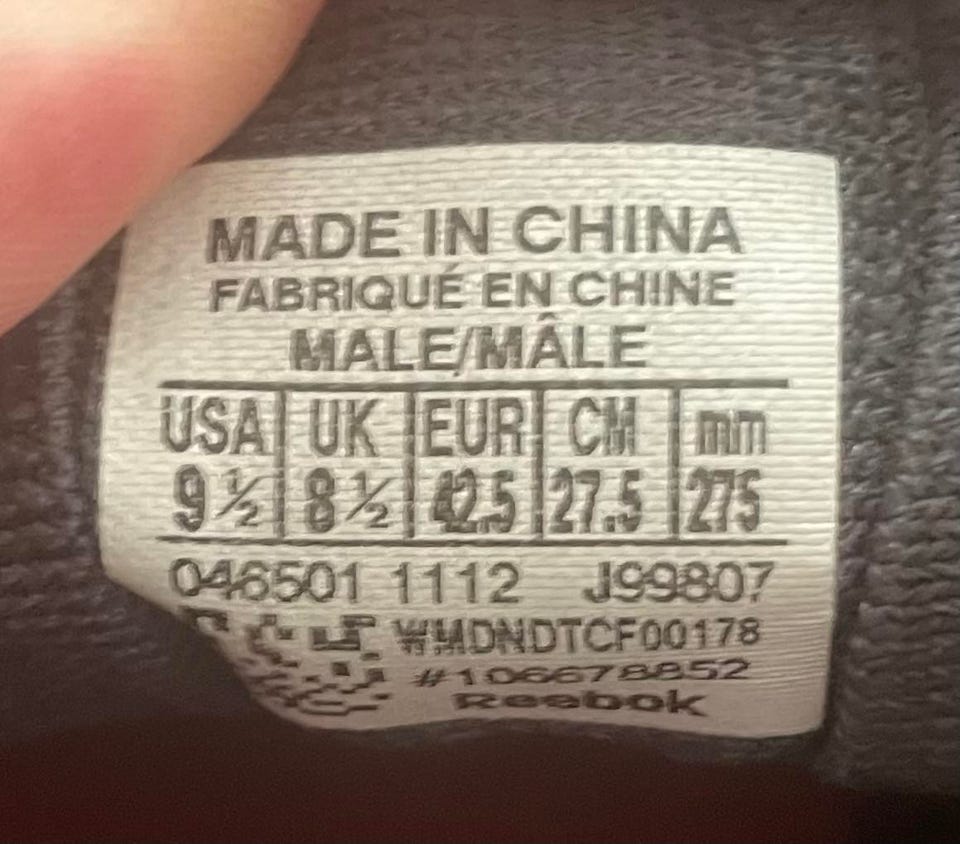 MADE IN CHINA
FABRIQUÉ EN CHINE
MALE/MÂLE
USA UK EUR CM mm
9 ½ 8 ½ 42.5 27.5 275
046501 1112 J99807
WMDNDTCF00178
#106678852
Reebok